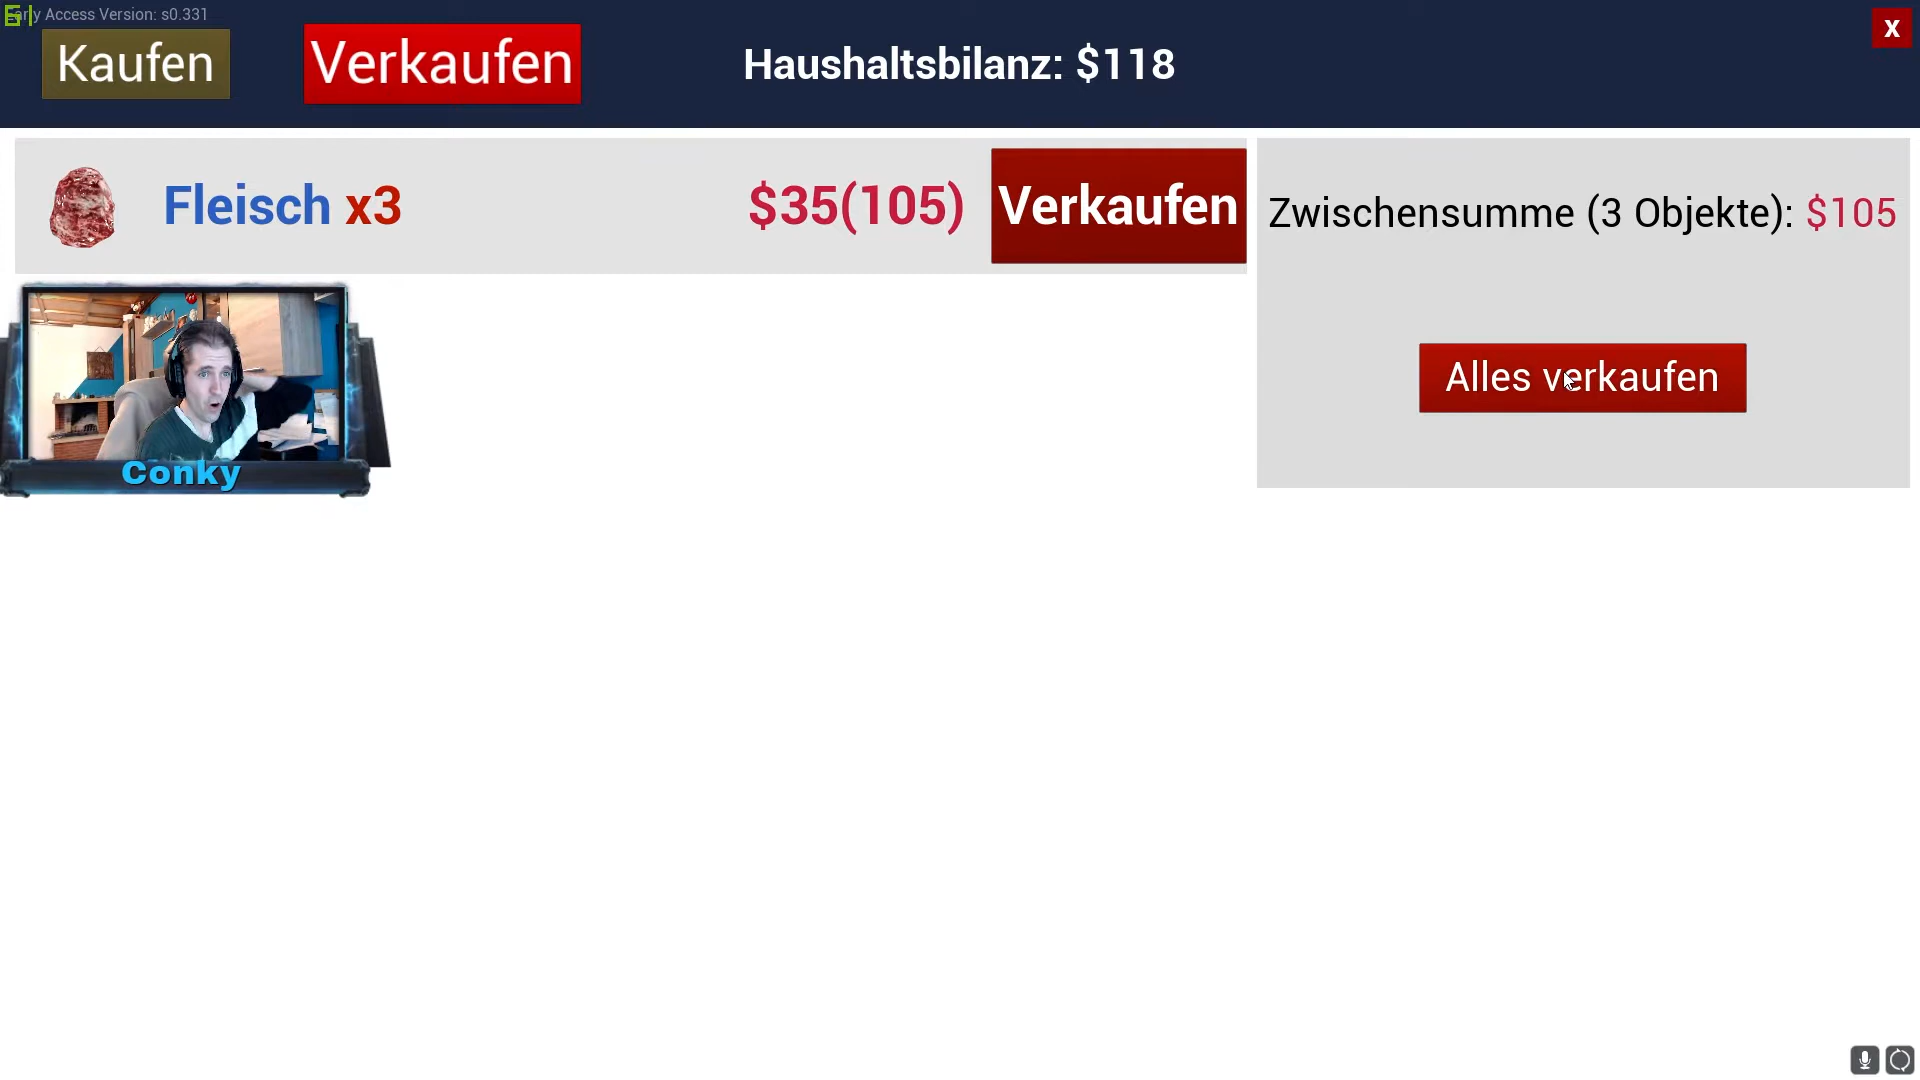 Early Access Version: s0.331
Kaufen
Verkaufen
Haushaltsbilanz: $118
X
Fleisch x3
$35(105)
Verkaufen
Zwischensumme (3 Objekte): $105
Alles verkaufen
Conky